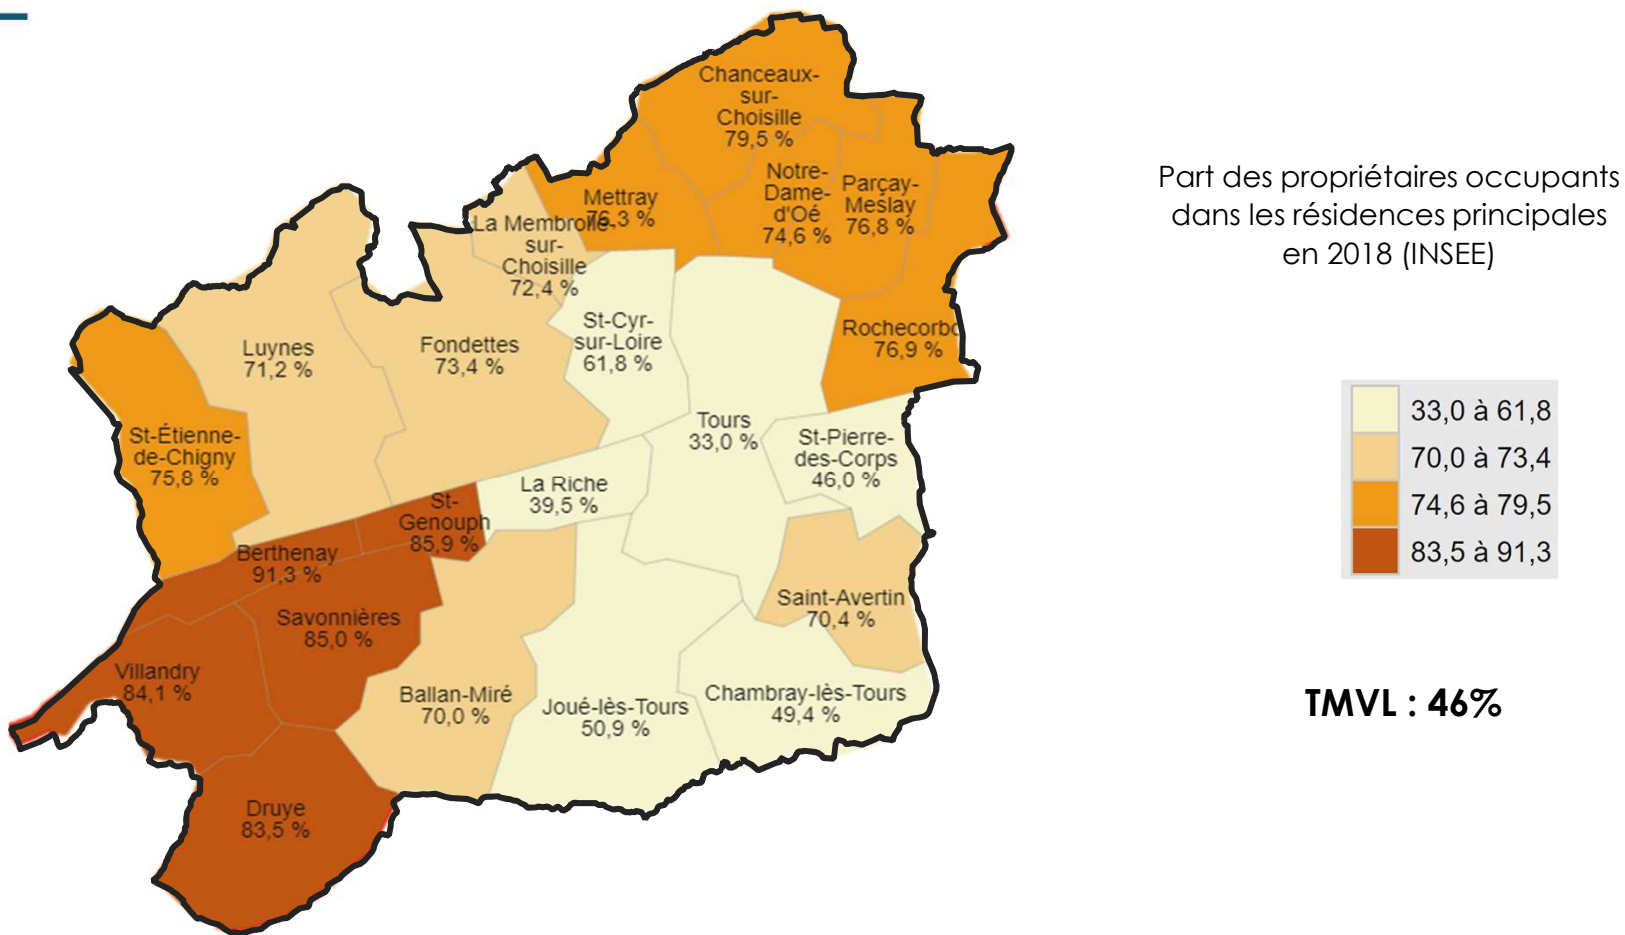 Chanceaux-
sur-
Choisille
79,5 %
Mettray
76,3 %
Notre-
Dame-
d'Oé
74,6 %
Parçay-
Meslay
76,8 %
La Membrolle-
sur-
Choisille
72,4 %
Rochecorbo
76,9 %
St-Cyr-
sur-Loire
61,8 %
Fondettes
73,4 %
Luynes
71,2 %
St-Étienne-
de-Chigny
75,8 %
Tours
33,0 %
St-Pierre-
des-Corps
46,0 %
La Riche
39,5 %
St-
Genouph
85,9 %
Berthenay
91,3 %
Savonnières
85,0 %
Saint-Avertin
70,4 %
Villandry
84,1 %
Ballan-Miré
70,0 %
Joué-lès-Tours
50,9 %
Chambray-lès-Tours
49,4 %
Druye
83,5 %
Part des propriétaires occupants
dans les résidences principales
en 2018 (INSEE)
33,0 à 61,8
70,0 à 73,4
74,6 à 79,5
83,5 à 91,3
TMVL : 46%